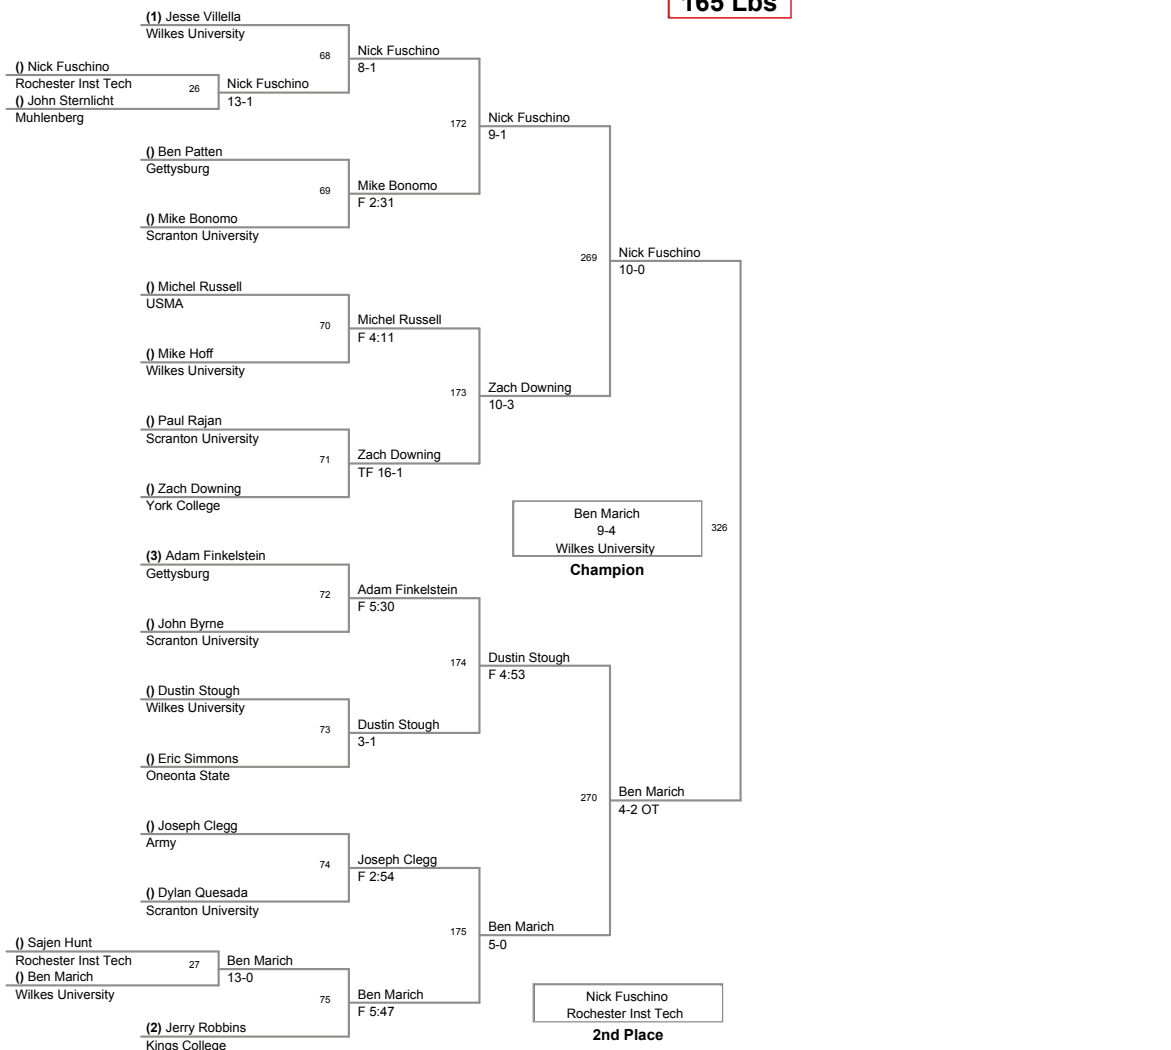 165 Lbs
(1) Jesse Villella
Wilkes University
68
Nick Fuschino
8-1
() Nick Fuschino
Rochester Inst Tech
26
() John Sternlicht
Muhlenberg
Nick Fuschino
13-1
172
Nick Fuschino
9-1
() Ben Patten
Gettysburg
69
Mike Bonomo
F 2:31
() Mike Bonomo
Scranton University
269
Nick Fuschino
10-0
() Michel Russell
USMA
70
Michel Russell
F 4:11
() Mike Hoff
Wilkes University
173
Zach Downing
10-3
() Paul Rajan
Scranton University
71
Zach Downing
TF 16-1
() Zach Downing
York College
Ben Marich
9-4
Wilkes University
326
Champion
(3) Adam Finkelstein
Gettysburg
72
Adam Finkelstein
F 5:30
() John Byrne
Scranton University
174
Dustin Stough
F 4:53
() Dustin Stough
Wilkes University
73
Dustin Stough
3-1
() Eric Simmons
Oneonta State
270
Ben Marich
4-2 OT
() Joseph Clegg
Army
74
Joseph Clegg
F 2:54
() Dylan Quesada
Scranton University
175
Ben Marich
5-0
() Sajen Hunt
Rochester Inst Tech
27
() Ben Marich
Wilkes University
Ben Marich
13-0
75
Ben Marich
F 5:47
(2) Jerry Robbins
Kings College
Nick Fuschino
Rochester Inst Tech
2nd Place